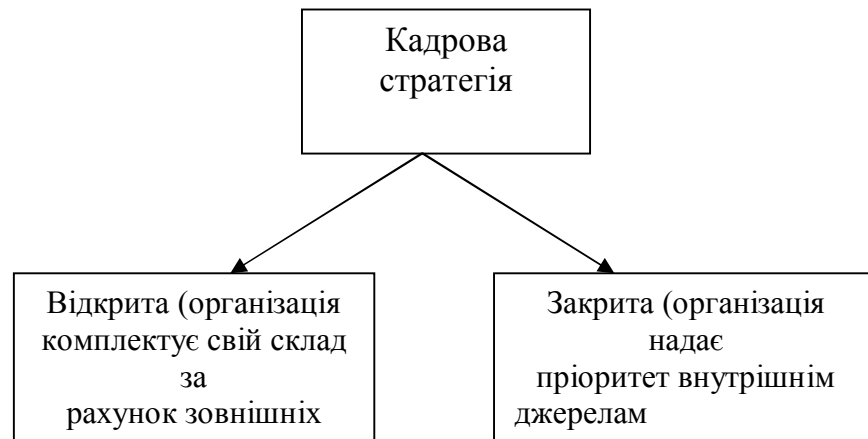 Кадрова
стратегія
Відкрита (організація
комплектує свій склад
за
рахунок зовнішніх
Закрита (організація
надає
пріоритет внутрішнім
джерелам